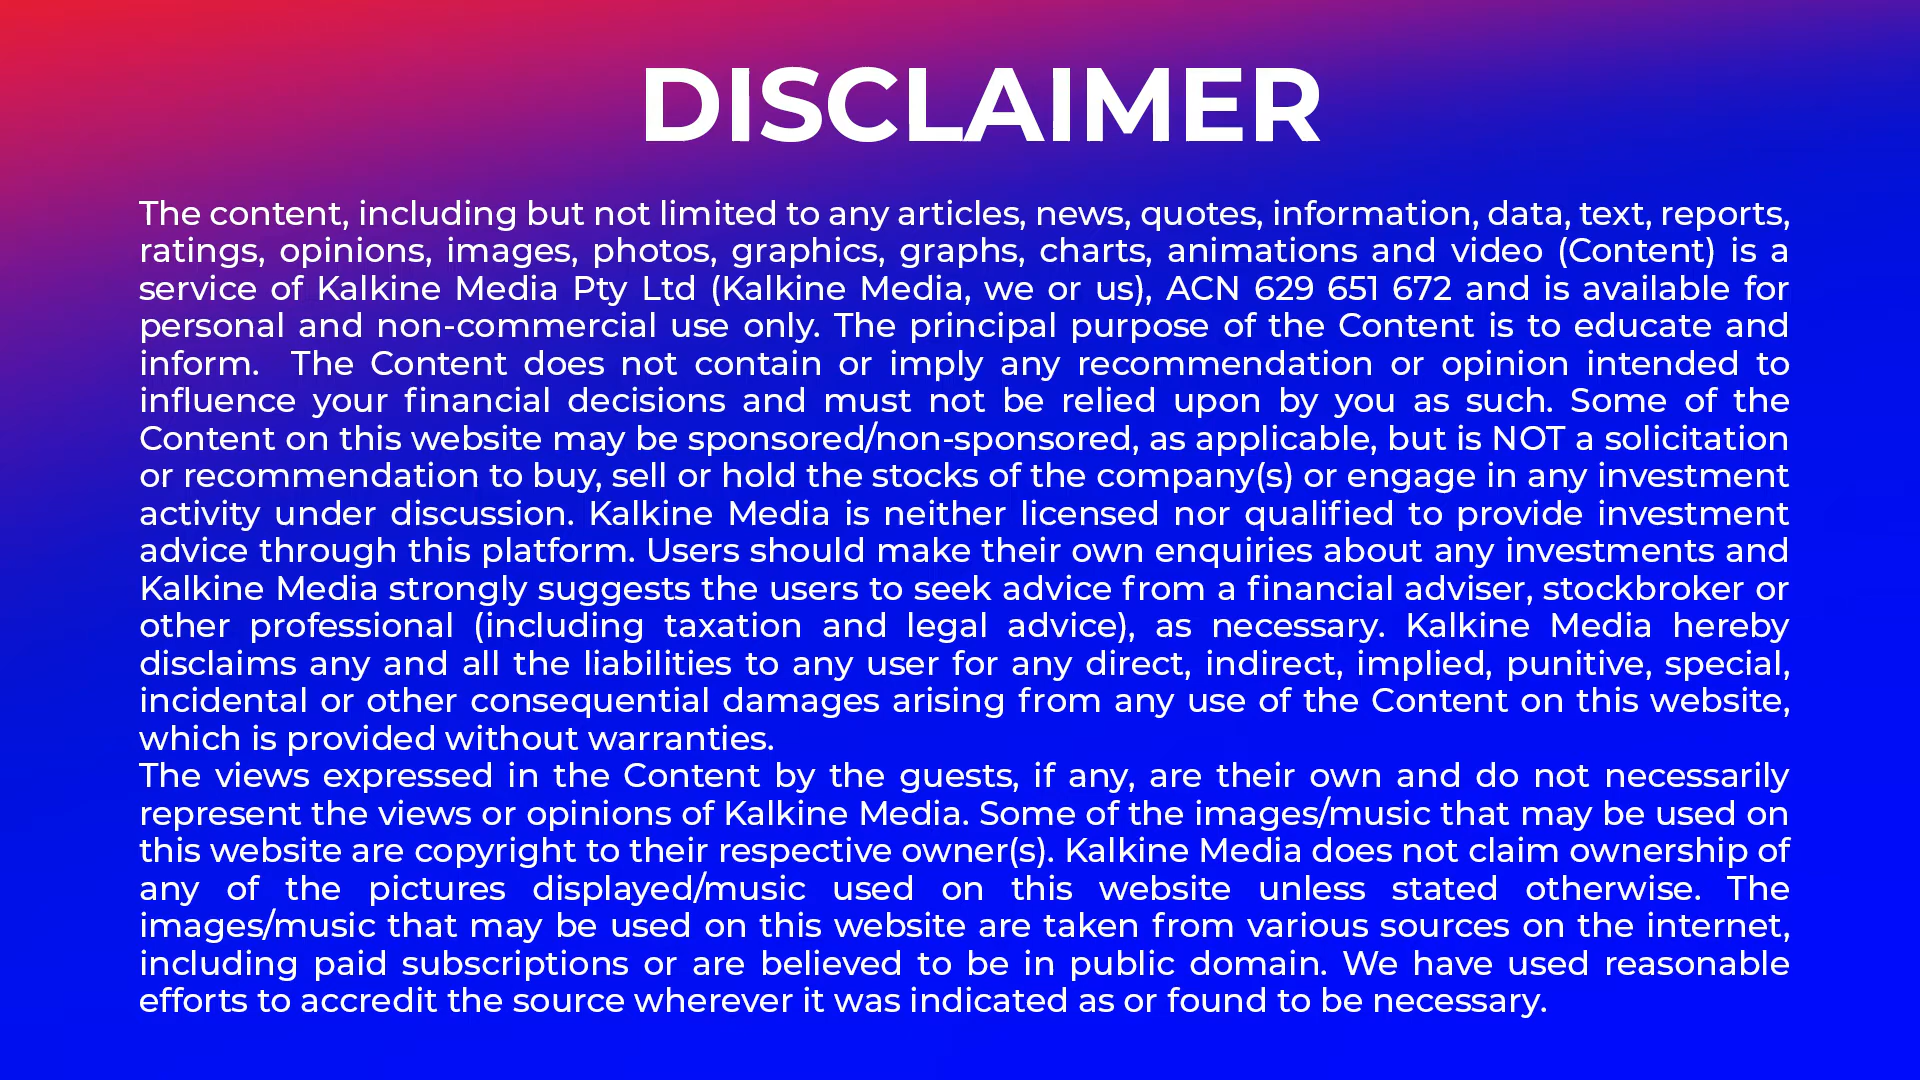 DISCLAIMER
The content, including but not limited to any articles, news, quotes, information, data, text, reports,
ratings, opinions, images, photos, graphics, graphs, charts, animations and video (Content) is a
service of Kalkine Media Pty Ltd (Kalkine Media, we or us), ACN 629 651 672 and is available for
personal and non-commercial use only. The principal purpose of the Content is to educate and
inform.  The Content does not contain or imply any recommendation or opinion intended to
influence your financial decisions and must not be relied upon by you as such. Some of the
Content on this website may be sponsored/non-sponsored, as applicable, but is NOT a solicitation
or recommendation to buy, sell or hold the stocks of the company(s) or engage in any investment
activity under discussion. Kalkine Media is neither licensed nor qualified to provide investment
advice through this platform. Users should make their own enquiries about any investments and
Kalkine Media strongly suggests the users to seek advice from a financial adviser, stockbroker or
other professional (including taxation and legal advice), as necessary. Kalkine Media hereby
disclaims any and all the liabilities to any user for any direct, indirect, implied, punitive, special,
incidental or other consequential damages arising from any use of the Content on this website,
which is provided without warranties.
The views expressed in the Content by the guests, if any, are their own and do not necessarily
represent the views or opinions of Kalkine Media. Some of the images/music that may be used on
this website are copyright to their respective owner(s). Kalkine Media does not claim ownership of
any of the pictures displayed/music used on this website unless stated otherwise. The
images/music that may be used on this website are taken from various sources on the internet,
including paid subscriptions or are believed to be in public domain. We have used reasonable
efforts to accredit the source wherever it was indicated as or found to be necessary.